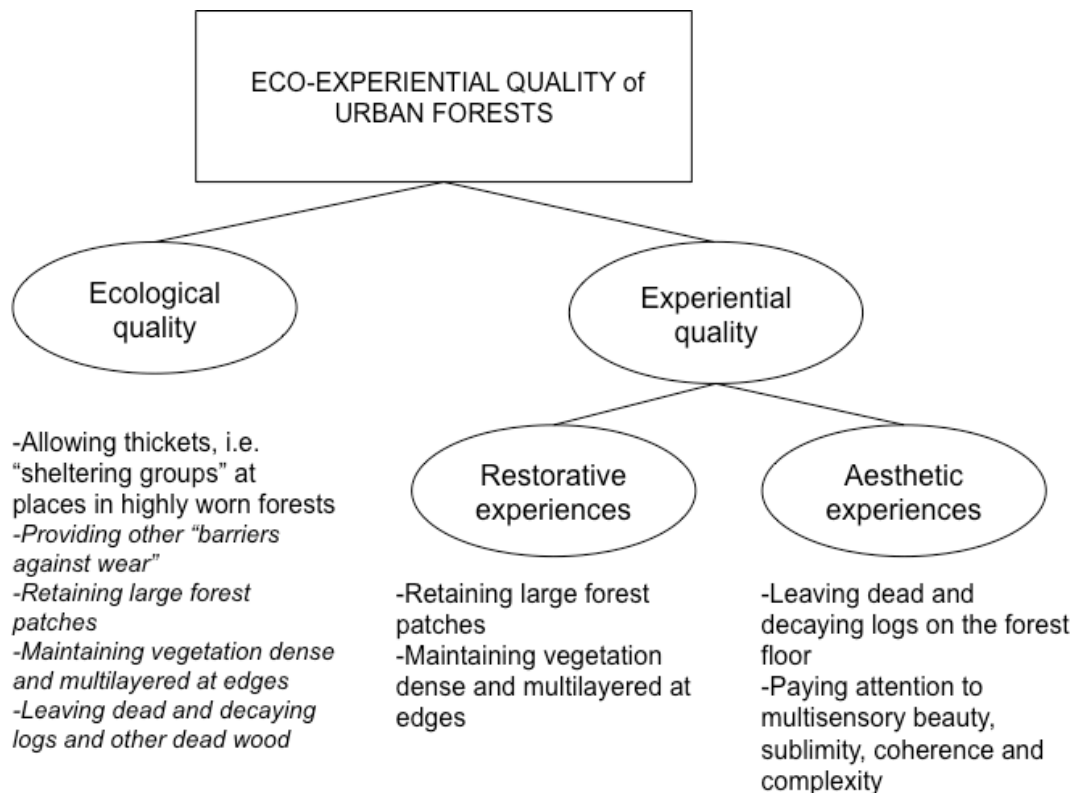 ECO-EXPERIENTIAL QUALITY of
URBAN FORESTS
Ecological
quality
Experiential
quality
-Allowing thickets, i.e.
“sheltering groups” at
places in highly worn forests
-Providing other “barriers
against wear”
-Retaining large forest
patches
-Maintaining vegetation dense
and multilayered at edges
-Leaving dead and decaying
logs and other dead wood
Restorative
experiences
-Retaining large forest
patches
-Maintaining vegetation
dense and multilayered at
edges
Aesthetic
experiences
-Leaving dead and
decaying logs on the forest
floor
-Paying attention to
multisensory beauty,
sublimity, coherence and
complexity